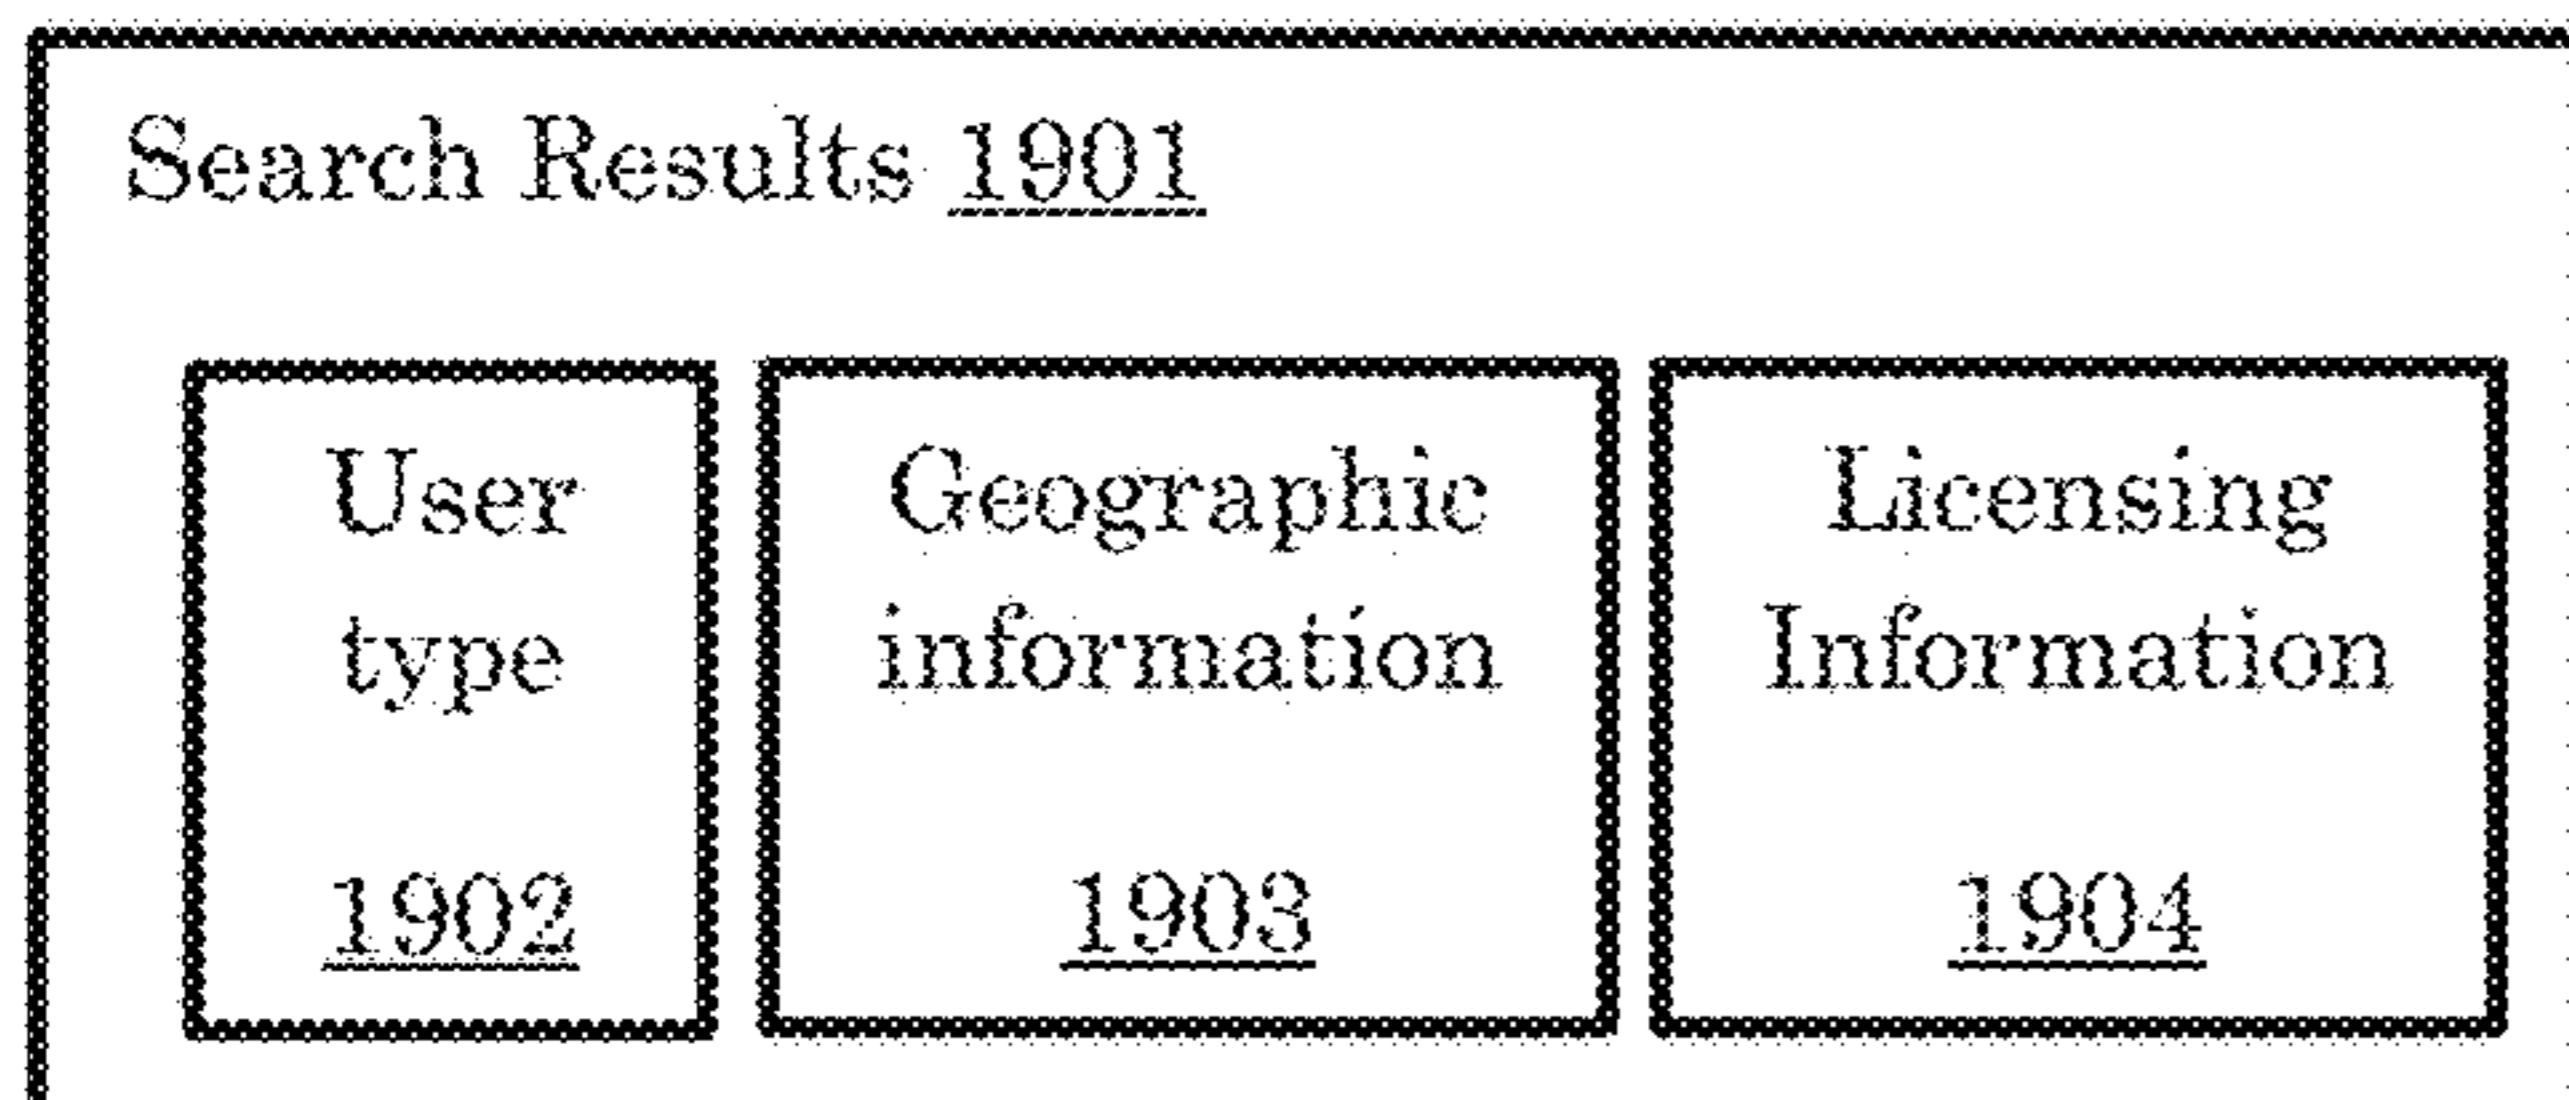 Search Results 1901
User
type
1902
Geographic
information
1903
Licensing
Information
1904